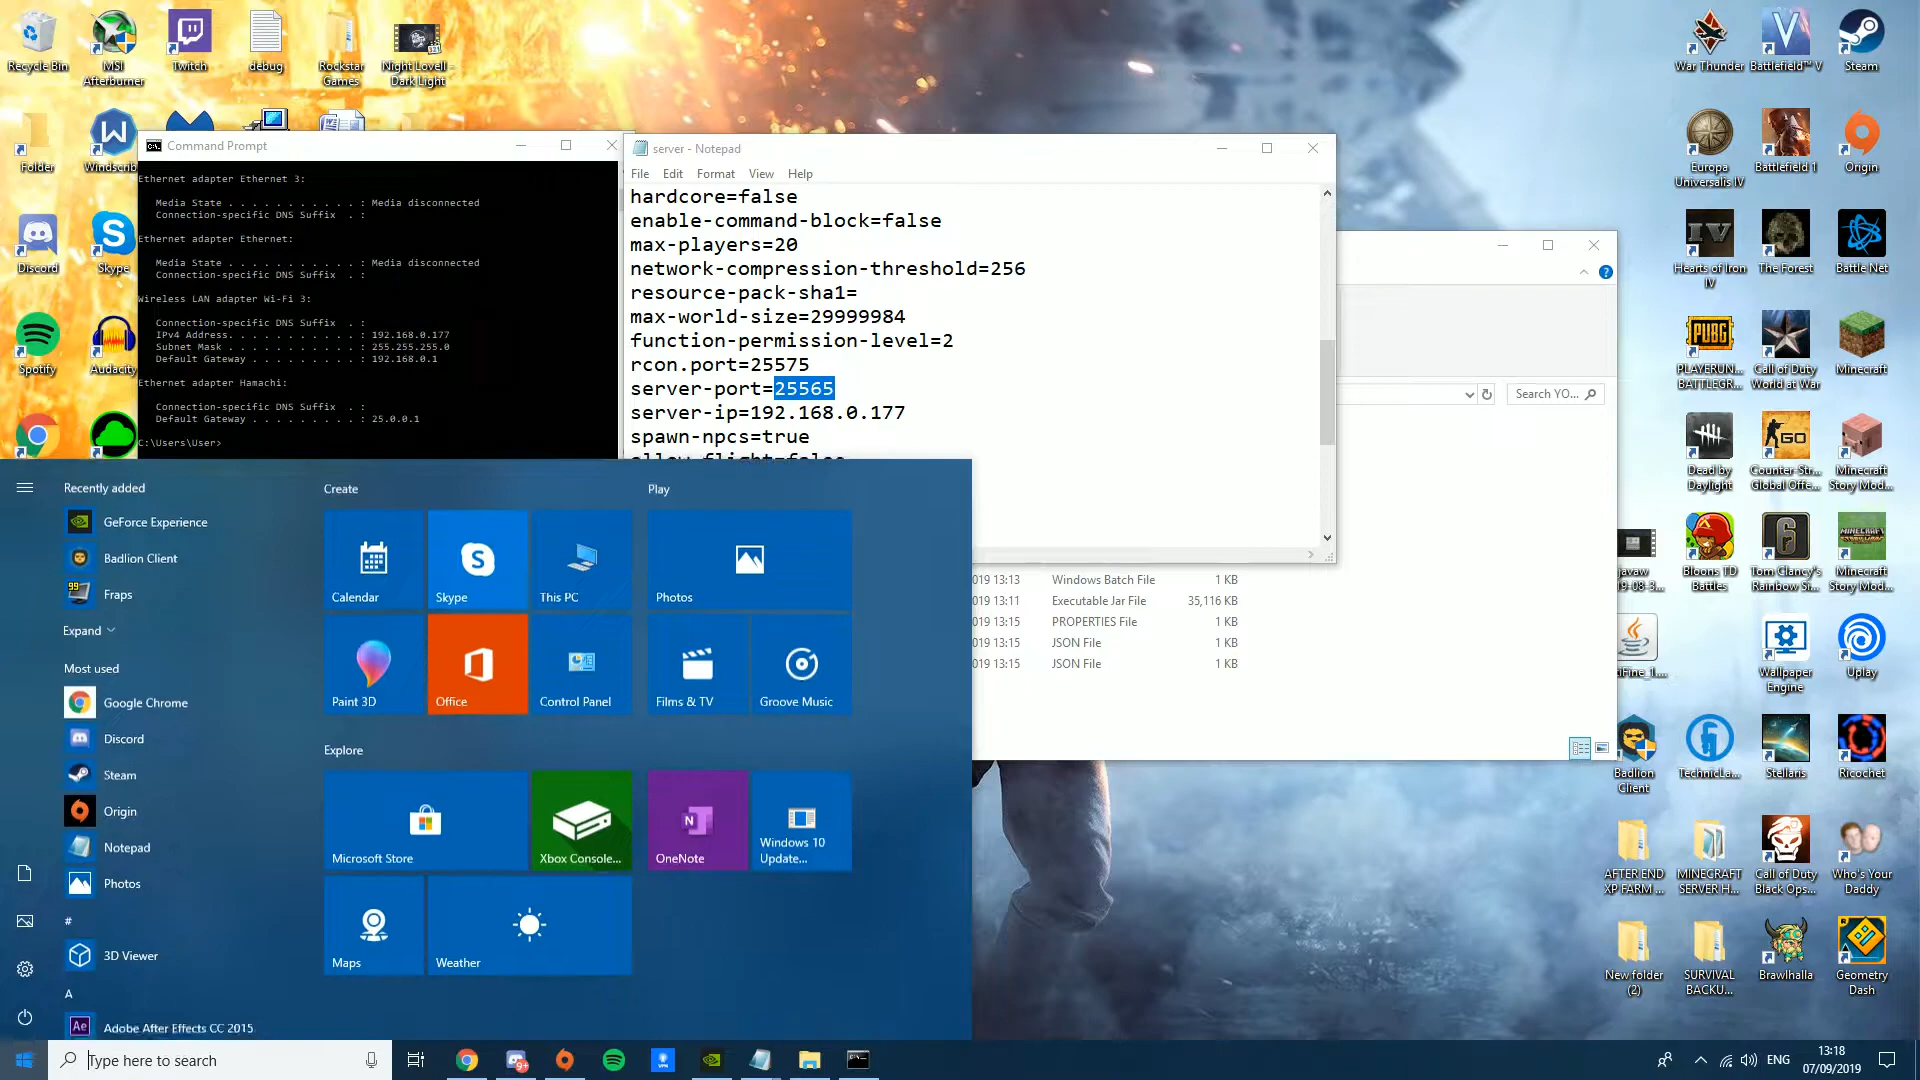 Recycle Bin
MSI Afterburner
Twitch
debug
Rockstar Games
Night Lovell - Dark Light
War Thunder
Battlefield™ V
Steam
Folder
Windscrib
Europa Universalis IV
Battlefield 1
Origin
Discord
Skype
Hearts of Iron IV
The Forest
Battle Net
Spotify
Audacity
PLAYERUN... BATTLEGR...
Call of Duty World at War
Minecraft
Dead by Daylight
Counter-Str... Global Offe...
Minecraft Story Mod...
Bloons TD Battles
Tom Clancy's Rainbow Si...
Minecraft Story Mod...
Wallpaper Engine
Uplay
Badlion Client
TechnicLa...
Stellaris
Ricochet
AFTER END XP FARM ...
MINECRAFT SERVER H...
Call of Duty Black Ops...
Who's Your Daddy
New folder (2)
SURVIVAL BACKU...
Brawlhalla
Geometry Dash
Command Prompt
Ethernet adapter Ethernet 3:
Media State . . . . . . . . . . . : Media disconnected
Connection-specific DNS Suffix  . :
Ethernet adapter Ethernet:
Media State . . . . . . . . . . . : Media disconnected
Connection-specific DNS Suffix  . :
Wireless LAN adapter Wi-Fi 3:
Connection-specific DNS Suffix  . :
IPv4 Address. . . . . . . . . . . : 192.168.0.177
Subnet Mask . . . . . . . . . . . : 255.255.255.0
Default Gateway . . . . . . . . . : 192.168.0.1
Ethernet adapter Hamachi:
Connection-specific DNS Suffix  . :
Default Gateway . . . . . . . . . : 25.0.0.1
C:\Users\User>
server - Notepad
File Edit Format View Help
hardcore=false
enable-command-block=false
max-players=20
network-compression-threshold=256
resource-pack-sha1=
max-world-size=29999984
function-permission-level=2
rcon.port=25575
server-port=25565
server-ip=192.168.0.177
spawn-npcs=true
allow-flight=false
Search YO...
019 13:13 Windows Batch File 1 KB
019 13:11 Executable Jar File 35,116 KB
019 13:15 PROPERTIES File 1 KB
019 13:15 JSON File 1 KB
019 13:15 JSON File 1 KB
Recently added
GeForce Experience
Badlion Client
Fraps
Expand
Most used
Google Chrome
Discord
Steam
Origin
Notepad
Photos
#
3D Viewer
A
Adobe After Effects CC 2015
Create
Calendar
Skype
This PC
Paint 3D
Office
Control Panel
Play
Photos
Films & TV
Groove Music
Explore
Microsoft Store
Xbox Console...
OneNote
Windows 10 Update...
Maps
Weather
Type here to search
ENG
13:18
07/09/2019